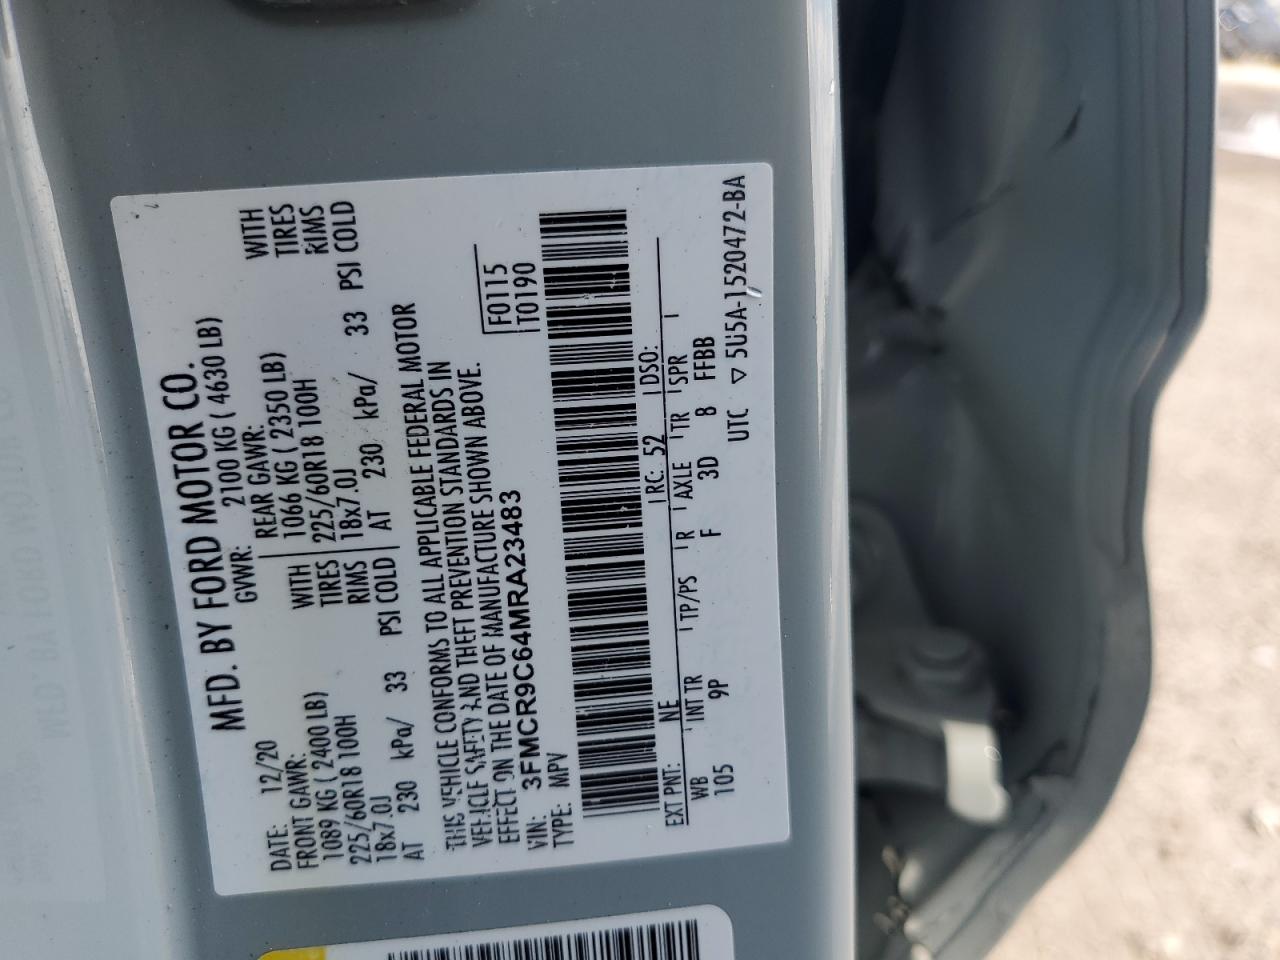 MFD. BY FORD MOTOR CO.
DATE: 12/20 GVWR: 2100 KG ( 4630 LB)
FRONT GAWR: REAR GAWR:
1089 KG ( 2400 LB) WITH 1066 KG ( 2350 LB) WITH
225/60R18 100H TIRES 225/60R18 100H TIRES
18x7.0J RIMS 18x7.0J RIMS
AT 230 kPa/ 33 PSI COLD AT 230 kPa/ 33 PSI COLD
THIS VEHICLE CONFORMS TO ALL APPLICABLE FEDERAL MOTOR
VEHICLE SAFETY AND THEFT PREVENTION STANDARDS IN
EFFECT ON THE DATE OF MANUFACTURE SHOWN ABOVE.
VIN: 3FMCR9C64MRA23483 F0115
TYPE: MPV T0190
EXT PNT: NE RC: 52 DSO:
WB INT TR TP/PS R AXLE TR SPR
105 9P F 3D 8 FFBB
UTC ▽ 5U5A-1520472-BA